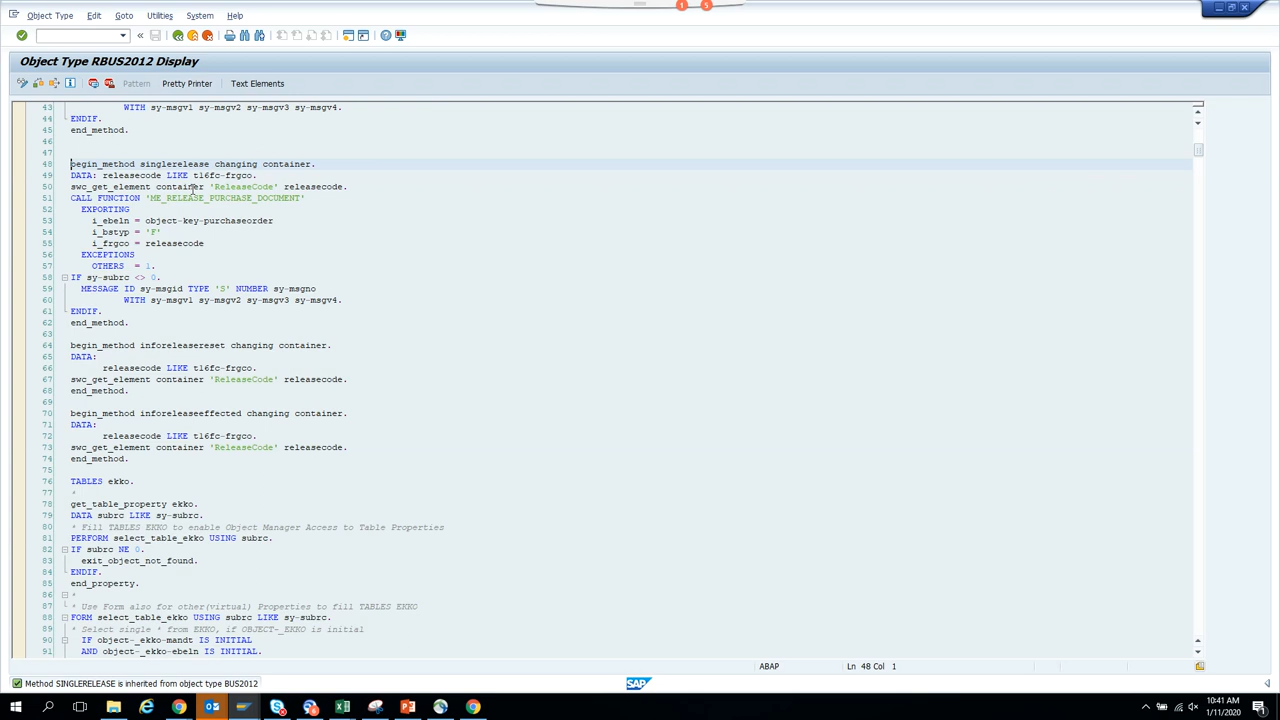 1 5
Object Type Edit Goto Utilities System Help
Object Type RBUS2012 Display
Pattern Pretty Printer Text Elements
43 WITH sy-msgv1 sy-msgv2 sy-msgv3 sy-msgv4.
44 ENDIF.
45 end_method.
46
47
48 begin_method singlerelease changing container.
49 DATA: releasecode LIKE t16fc-frgco.
50 swc_get_element container 'ReleaseCode' releasecode.
51 CALL FUNCTION 'ME_RELEASE_PURCHASE_DOCUMENT'
52 EXPORTING
53 i_ebeln = object-key-purchaseorder
54 i_bstyp = 'F'
55 i_frgco = releasecode
56 EXCEPTIONS
57 OTHERS = 1.
58 IF sy-subrc <> 0.
59 MESSAGE ID sy-msgid TYPE 'S' NUMBER sy-msgno
60 WITH sy-msgv1 sy-msgv2 sy-msgv3 sy-msgv4.
61 ENDIF.
62 end_method.
63
64 begin_method inforeleasereset changing container.
65 DATA:
66 releasecode LIKE t16fc-frgco.
67 swc_get_element container 'ReleaseCode' releasecode.
68 end_method.
69
70 begin_method inforeleaseeffected changing container.
71 DATA:
72 releasecode LIKE t16fc-frgco.
73 swc_get_element container 'ReleaseCode' releasecode.
74 end_method.
75
76 TABLES ekko.
77 *
78 get_table_property ekko.
79 DATA subrc LIKE sy-subrc.
80 * Fill TABLES EKKO to enable Object Manager Access to Table Properties
81 PERFORM select_table_ekko USING subrc.
82 IF subrc NE 0.
83 exit_object_not_found.
84 ENDIF.
85 end_property.
86 *
87 * Use Form also for other(virtual) Properties to fill TABLES EKKO
88 FORM select_table_ekko USING subrc LIKE sy-subrc.
89 * Select single * from EKKO, if OBJECT-_EKKO is initial
90 IF object-_ekko-mandt IS INITIAL
91 AND object-_ekko-ebeln IS INITIAL.
ABAP Ln 48 Col 1
Method SINGLERELEASE is inherited from object type BUS2012
SAP
10:41 AM
1/11/2020